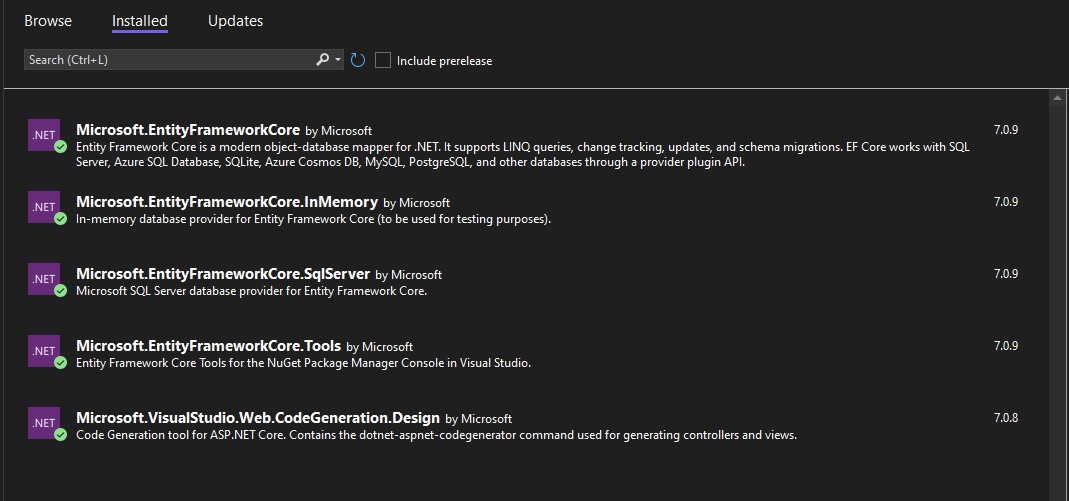 Browse Installed Updates
Search (Ctrl+L) Include prerelease
.NET Microsoft.EntityFrameworkCore by Microsoft 7.0.9
Entity Framework Core is a modern object-database mapper for .NET. It supports LINQ queries, change tracking, updates, and schema migrations. EF Core works with SQL
Server, Azure SQL Database, SQLite, Azure Cosmos DB, MySQL, PostgreSQL, and other databases through a provider plugin API.
.NET Microsoft.EntityFrameworkCore.InMemory by Microsoft 7.0.9
In-memory database provider for Entity Framework Core (to be used for testing purposes).
.NET Microsoft.EntityFrameworkCore.SqlServer by Microsoft 7.0.9
Microsoft SQL Server database provider for Entity Framework Core.
.NET Microsoft.EntityFrameworkCore.Tools by Microsoft 7.0.9
Entity Framework Core Tools for the NuGet Package Manager Console in Visual Studio.
.NET Microsoft.VisualStudio.Web.CodeGeneration.Design by Microsoft 7.0.8
Code Generation tool for ASP.NET Core. Contains the dotnet-aspnet-codegenerator command used for generating controllers and views.